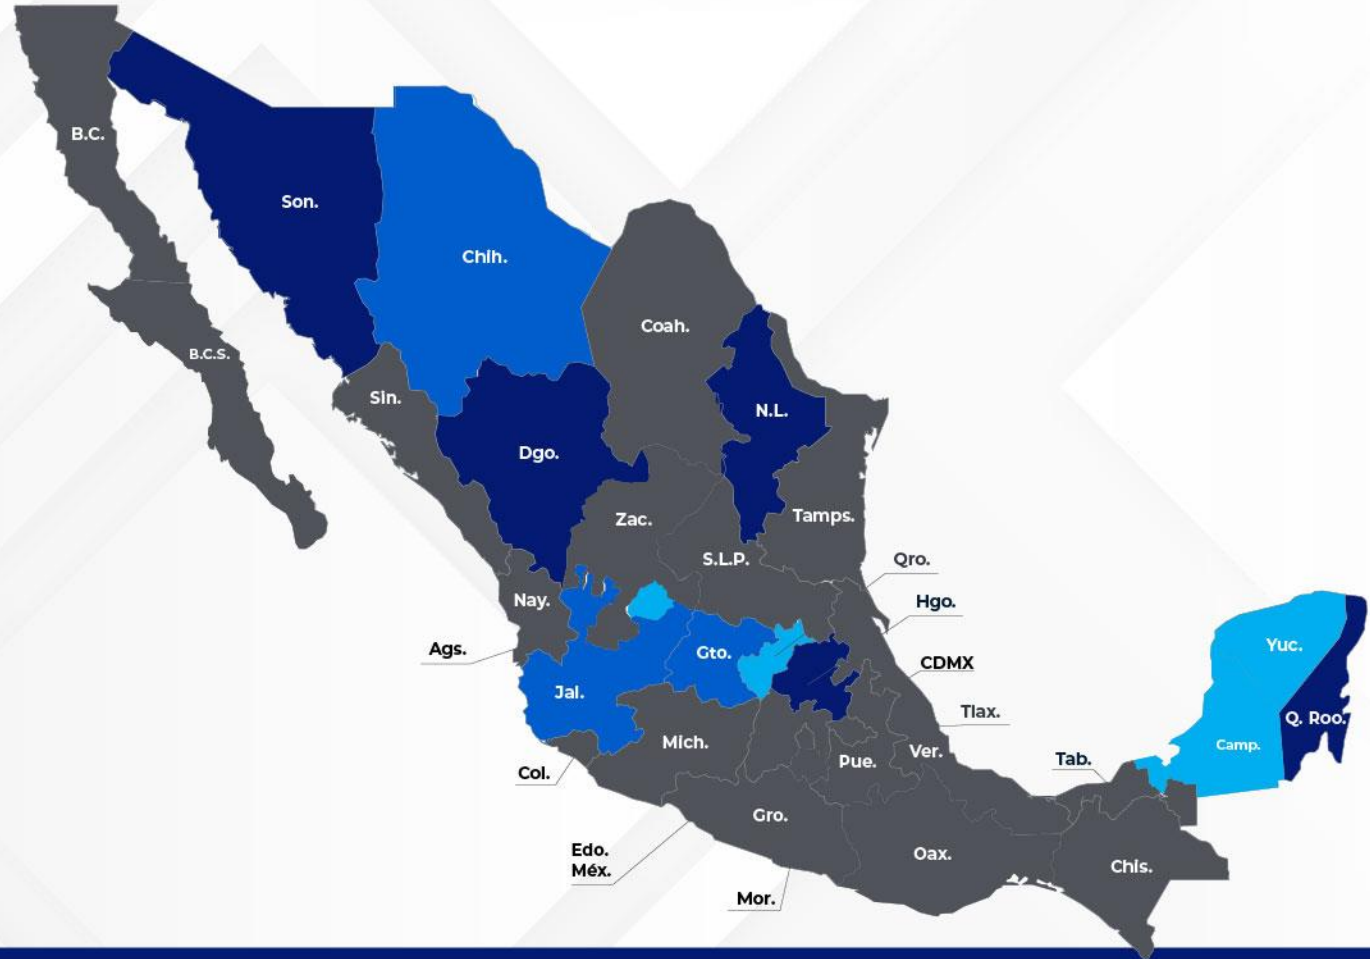 B.C.
Son.
Chih.
Coah.
B.C.S.
Sin.
N.L.
Dgo.
Zac.
Tamps.
S.L.P.
Qro.
Nay.
Hgo.
Ags.
Gto.
CDMX
Yuc.
Jal.
Tlax.
Q. Roo.
Mich.
Ver.
Camp.
Col.
Pue.
Tab.
Gro.
Edo.
Méx.
Oax.
Chis.
Mor.